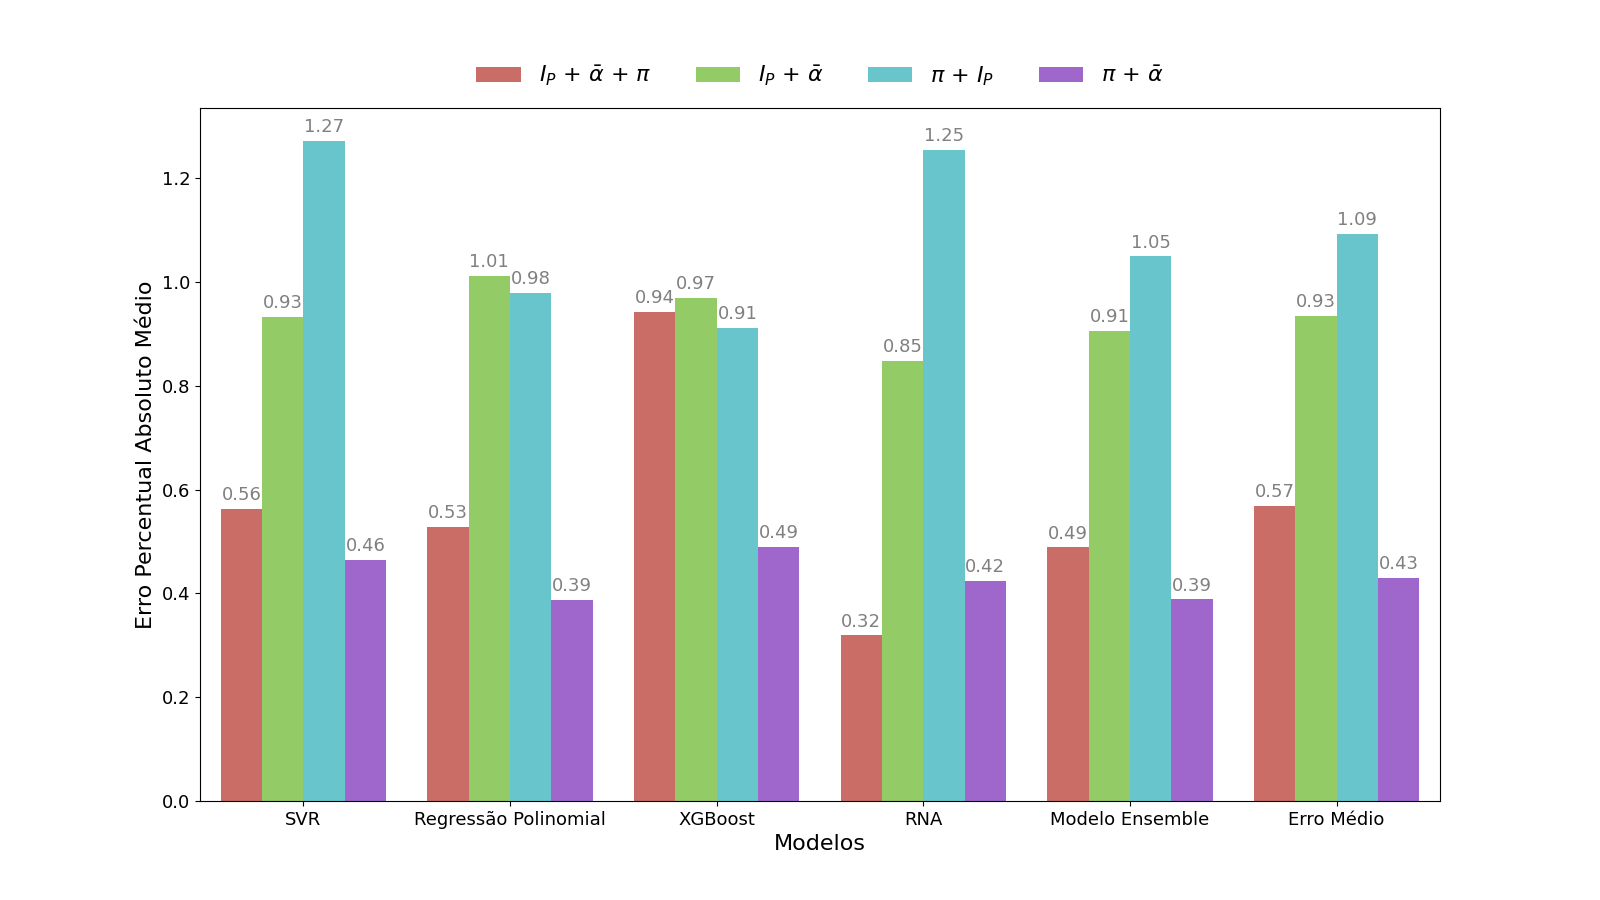 I_P + ᾱ + π   I_P + ᾱ   π + I_P   π + ᾱ
Erro Percentual Absoluto Médio
1.2
1.0
0.8
0.6
0.4
0.2
0.0
0.56 0.93 1.27 0.46
0.53 1.01 0.98 0.39
0.94 0.97 0.91 0.49
0.32 0.85 1.25 0.42
0.49 0.91 1.05 0.39
0.57 0.93 1.09 0.43
SVR Regressão Polinomial XGBoost RNA Modelo Ensemble Erro Médio
Modelos